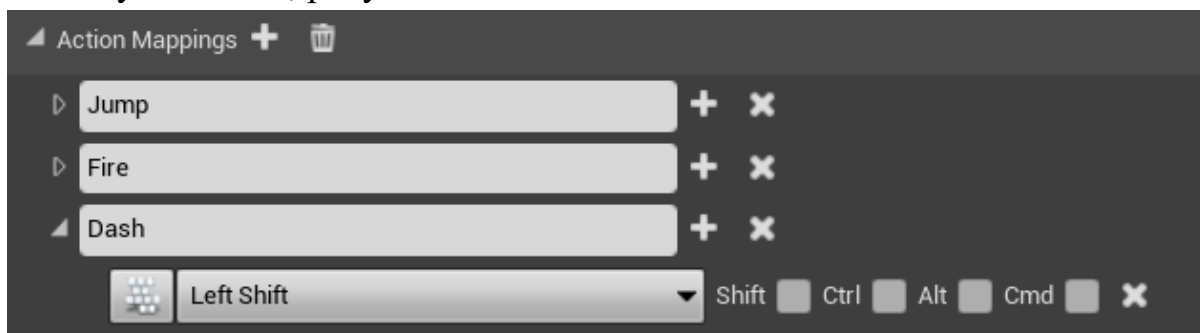 Action Mappings
Jump
Fire
Dash
Left Shift Shift Ctrl Alt Cmd